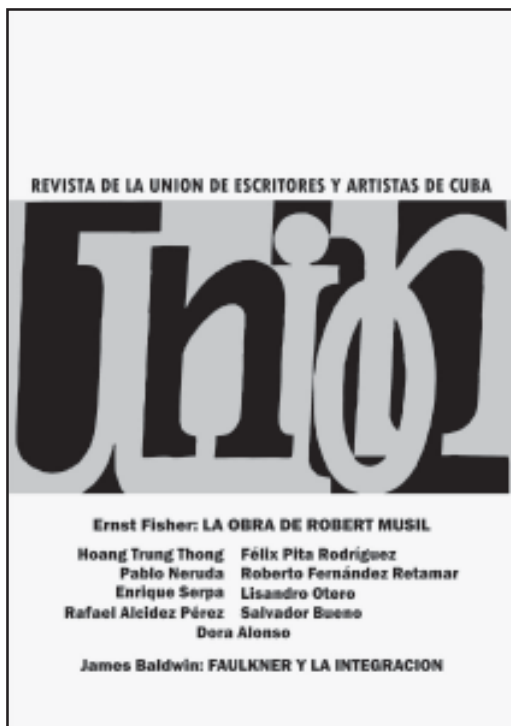 REVISTA DE LA UNION DE ESCRITORES Y ARTISTAS DE CUBA
Unión
Ernst Fisher: LA OBRA DE ROBERT MUSIL
Hoang Trung Thong Félix Pita Rodríguez
Pablo Neruda Roberto Fernández Retamar
Enrique Serpa Lisandro Otero
Rafael Alcidez Pérez Salvador Bueno
Dora Alonso
James Baldwin: FAULKNER Y LA INTEGRACION